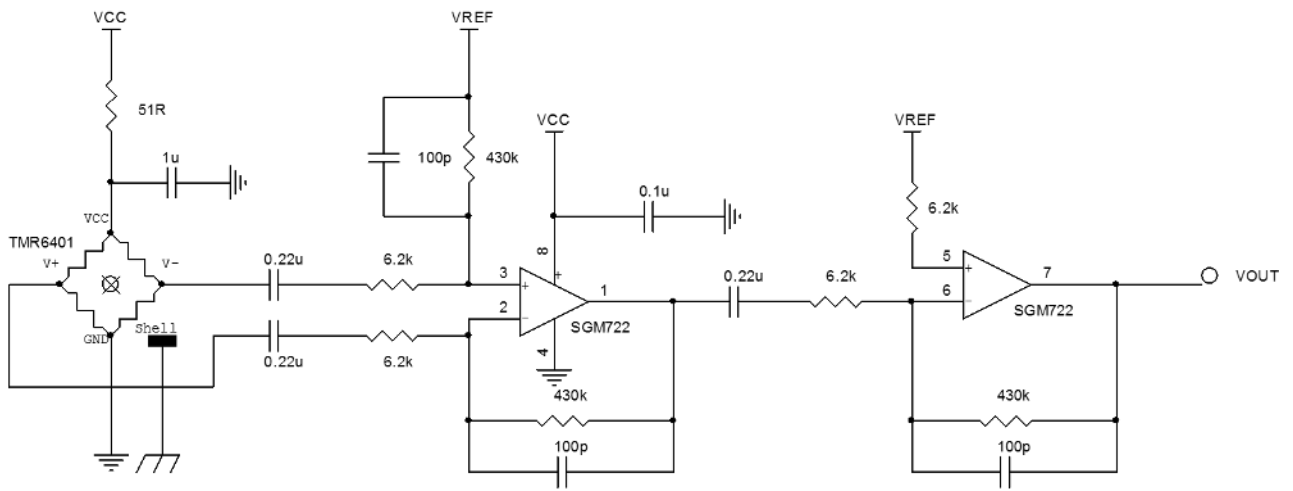 VCC
VREF
51R
100p
430k
VCC
VREF
1u
0.1u
6.2k
VCC
TMR6401
V+
V-
8
+
0.22u
6.2k
3
+
5
+
7
VOUT
2
-
1
0.22u
6.2k
6
-
SGM722
SGM722
Shell
GND
4
0.22u
6.2k
430k
100p
430k
100p